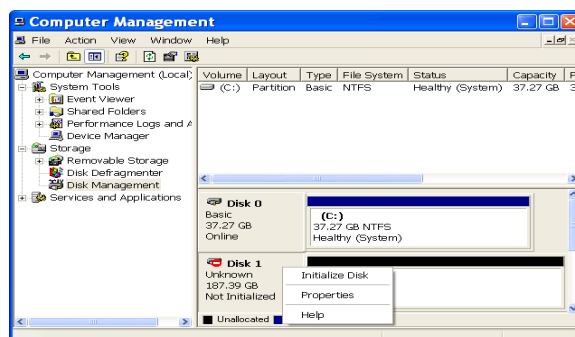 Computer Management
File Action View Window Help
Computer Management (Local)
System Tools
Event Viewer
Shared Folders
Performance Logs and A
Device Manager
Storage
Removable Storage
Disk Defragmenter
Disk Management
Services and Applications
Volume Layout Type File System Status Capacity F
(C:) Partition Basic NTFS Healthy (System) 37.27 GB 3
Disk 0
Basic
37.27 GB
Online
(C:)
37.27 GB NTFS
Healthy (System)
Disk 1
Unknown
187.39 GB
Not Initialized
Initialize Disk
Properties
Help
Unallocated